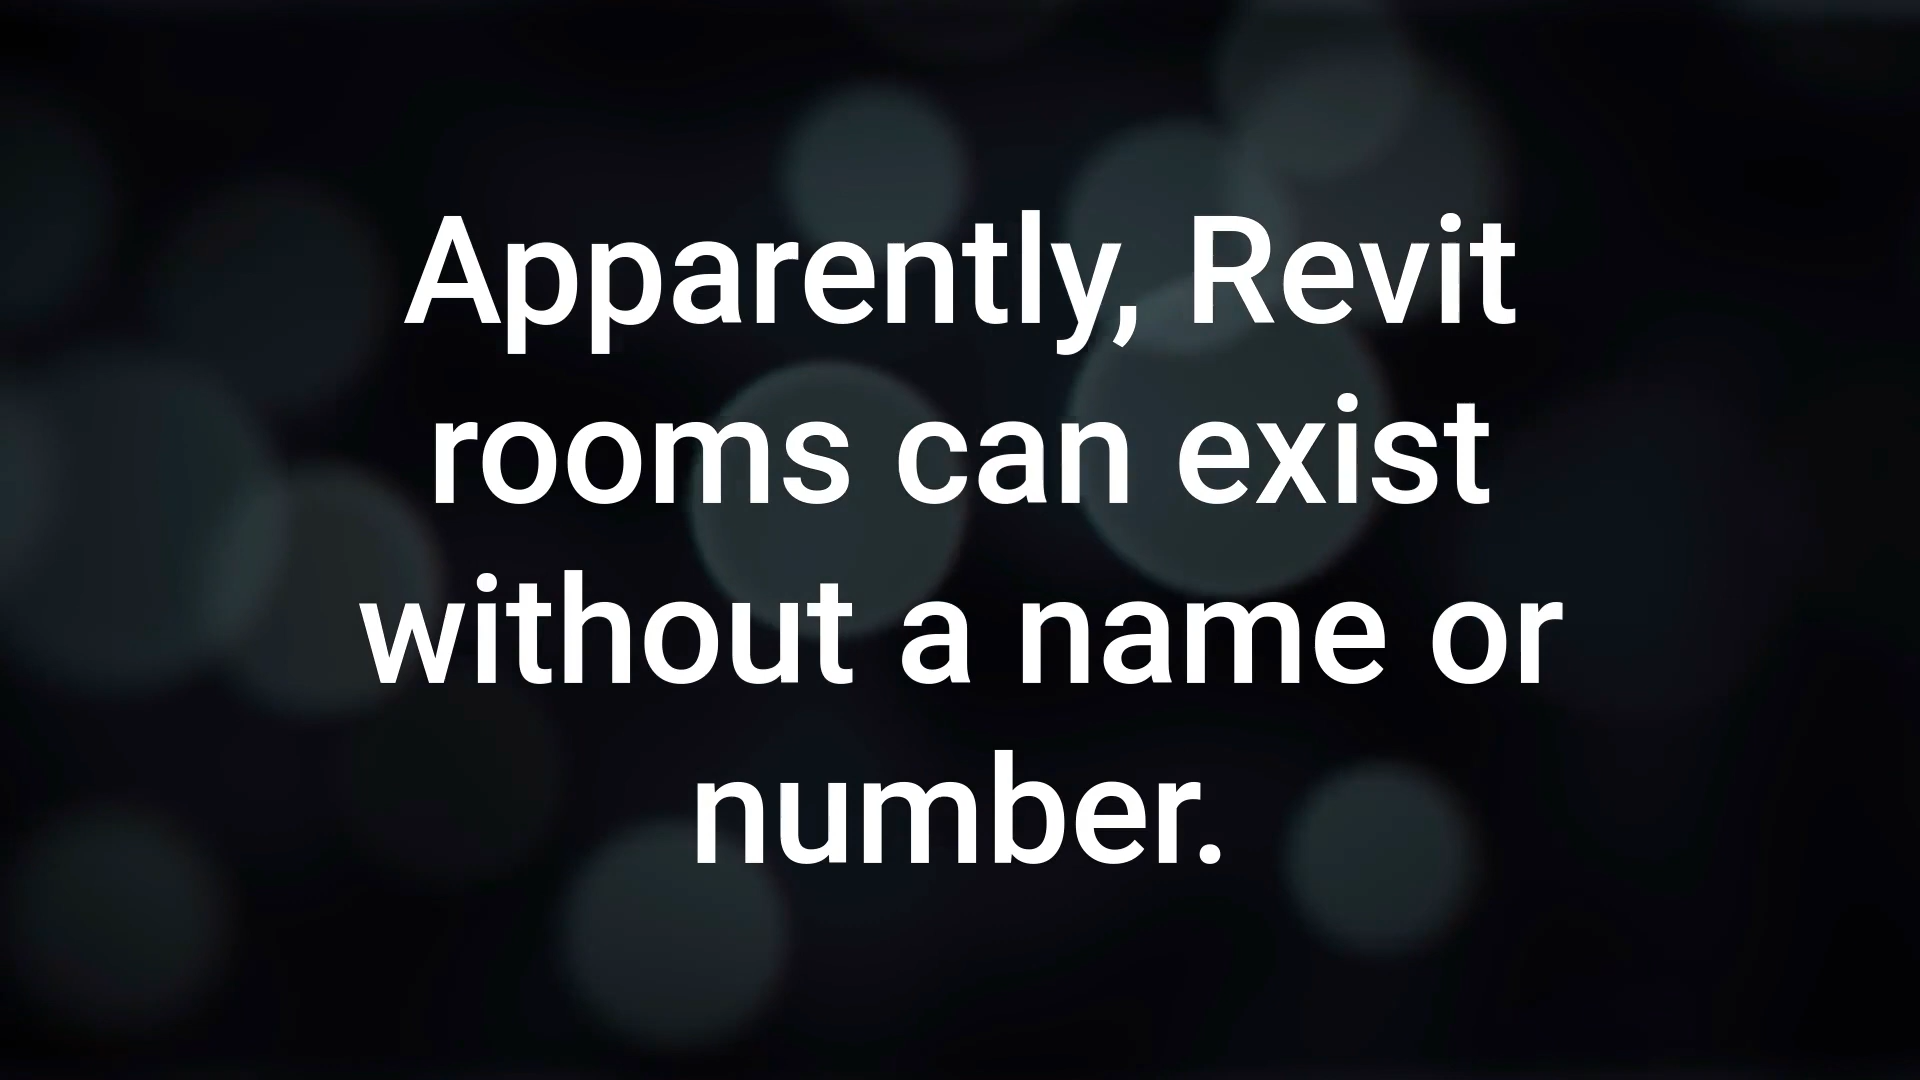 Apparently, Revit
rooms can exist
without a name or
number.